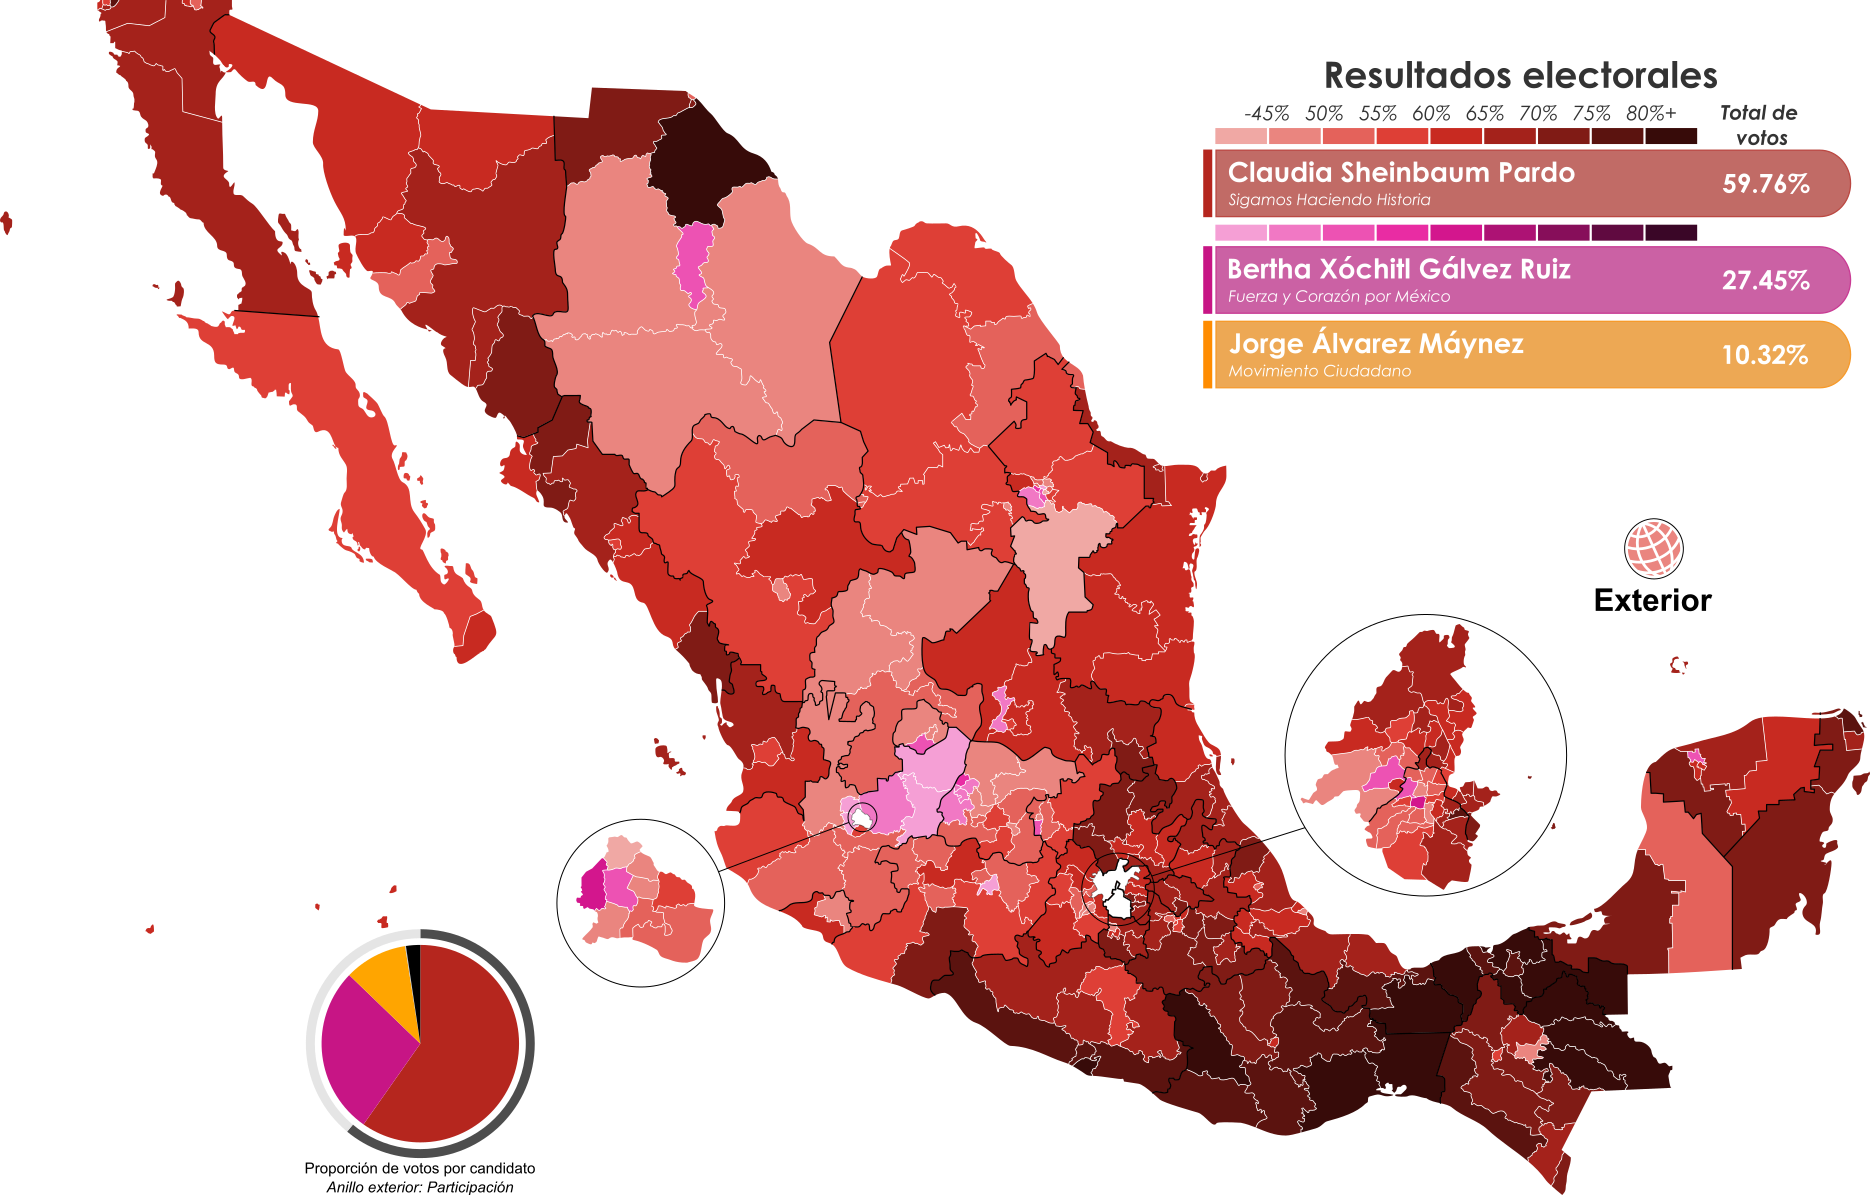 Resultados electorales
-45% 50% 55% 60% 65% 70% 75% 80%+ Total de
votos
Claudia Sheinbaum Pardo 59.76%
Sigamos Haciendo Historia
Bertha Xóchitl Gálvez Ruiz 27.45%
Fuerza y Corazón por México
Jorge Álvarez Máynez 10.32%
Movimiento Ciudadano
Exterior
Proporción de votos por candidato
Anillo exterior: Participación